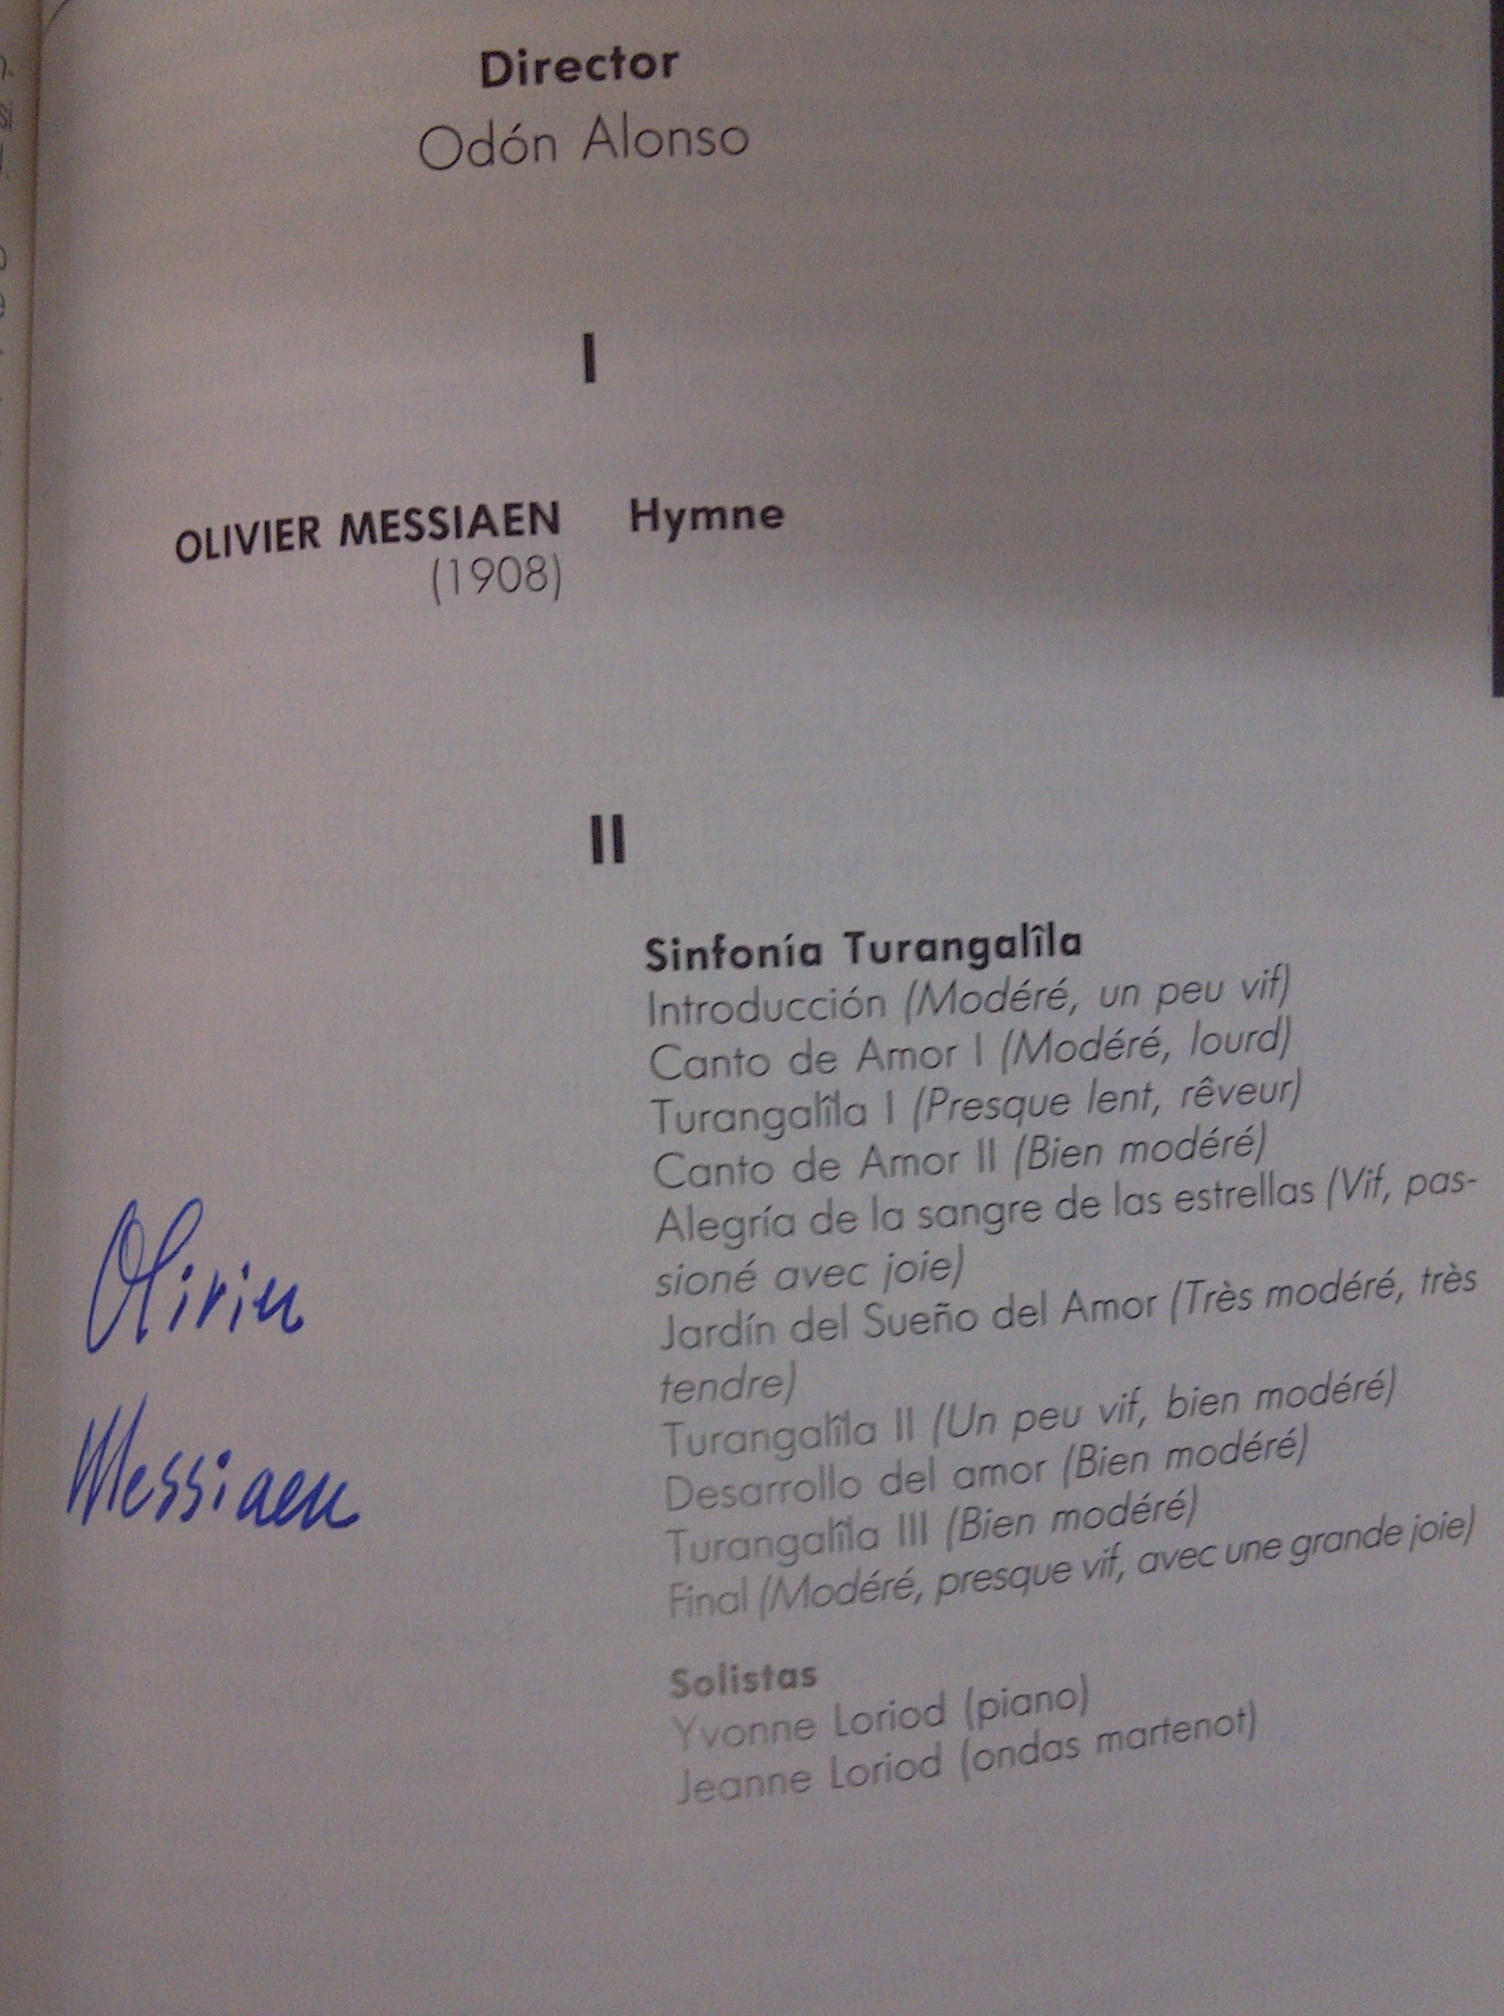 Director
Odón Alonso
I
OLIVIER MESSIAEN Hymne
(1908)
II
Sinfonía Turangalîla
Introducción (Modéré, un peu vif)
Canto de Amor I (Modéré, lourd)
Turangalîla I (Presque lent, rêveur)
Canto de Amor II (Bien modéré)
Alegría de la sangre de las estrellas (Vif, pas-
sioné avec joie)
Jardín del Sueño del Amor (Très modéré, très
tendre)
Turangalîla II (Un peu vif, bien modéré)
Desarrollo del amor (Bien modéré)
Turangalîla III (Bien modéré)
Final (Modéré, presque vif, avec une grande joie)
Olivier
Messiaen
Solistas
Yvonne Loriod (piano)
Jeanne Loriod (ondas martenot)